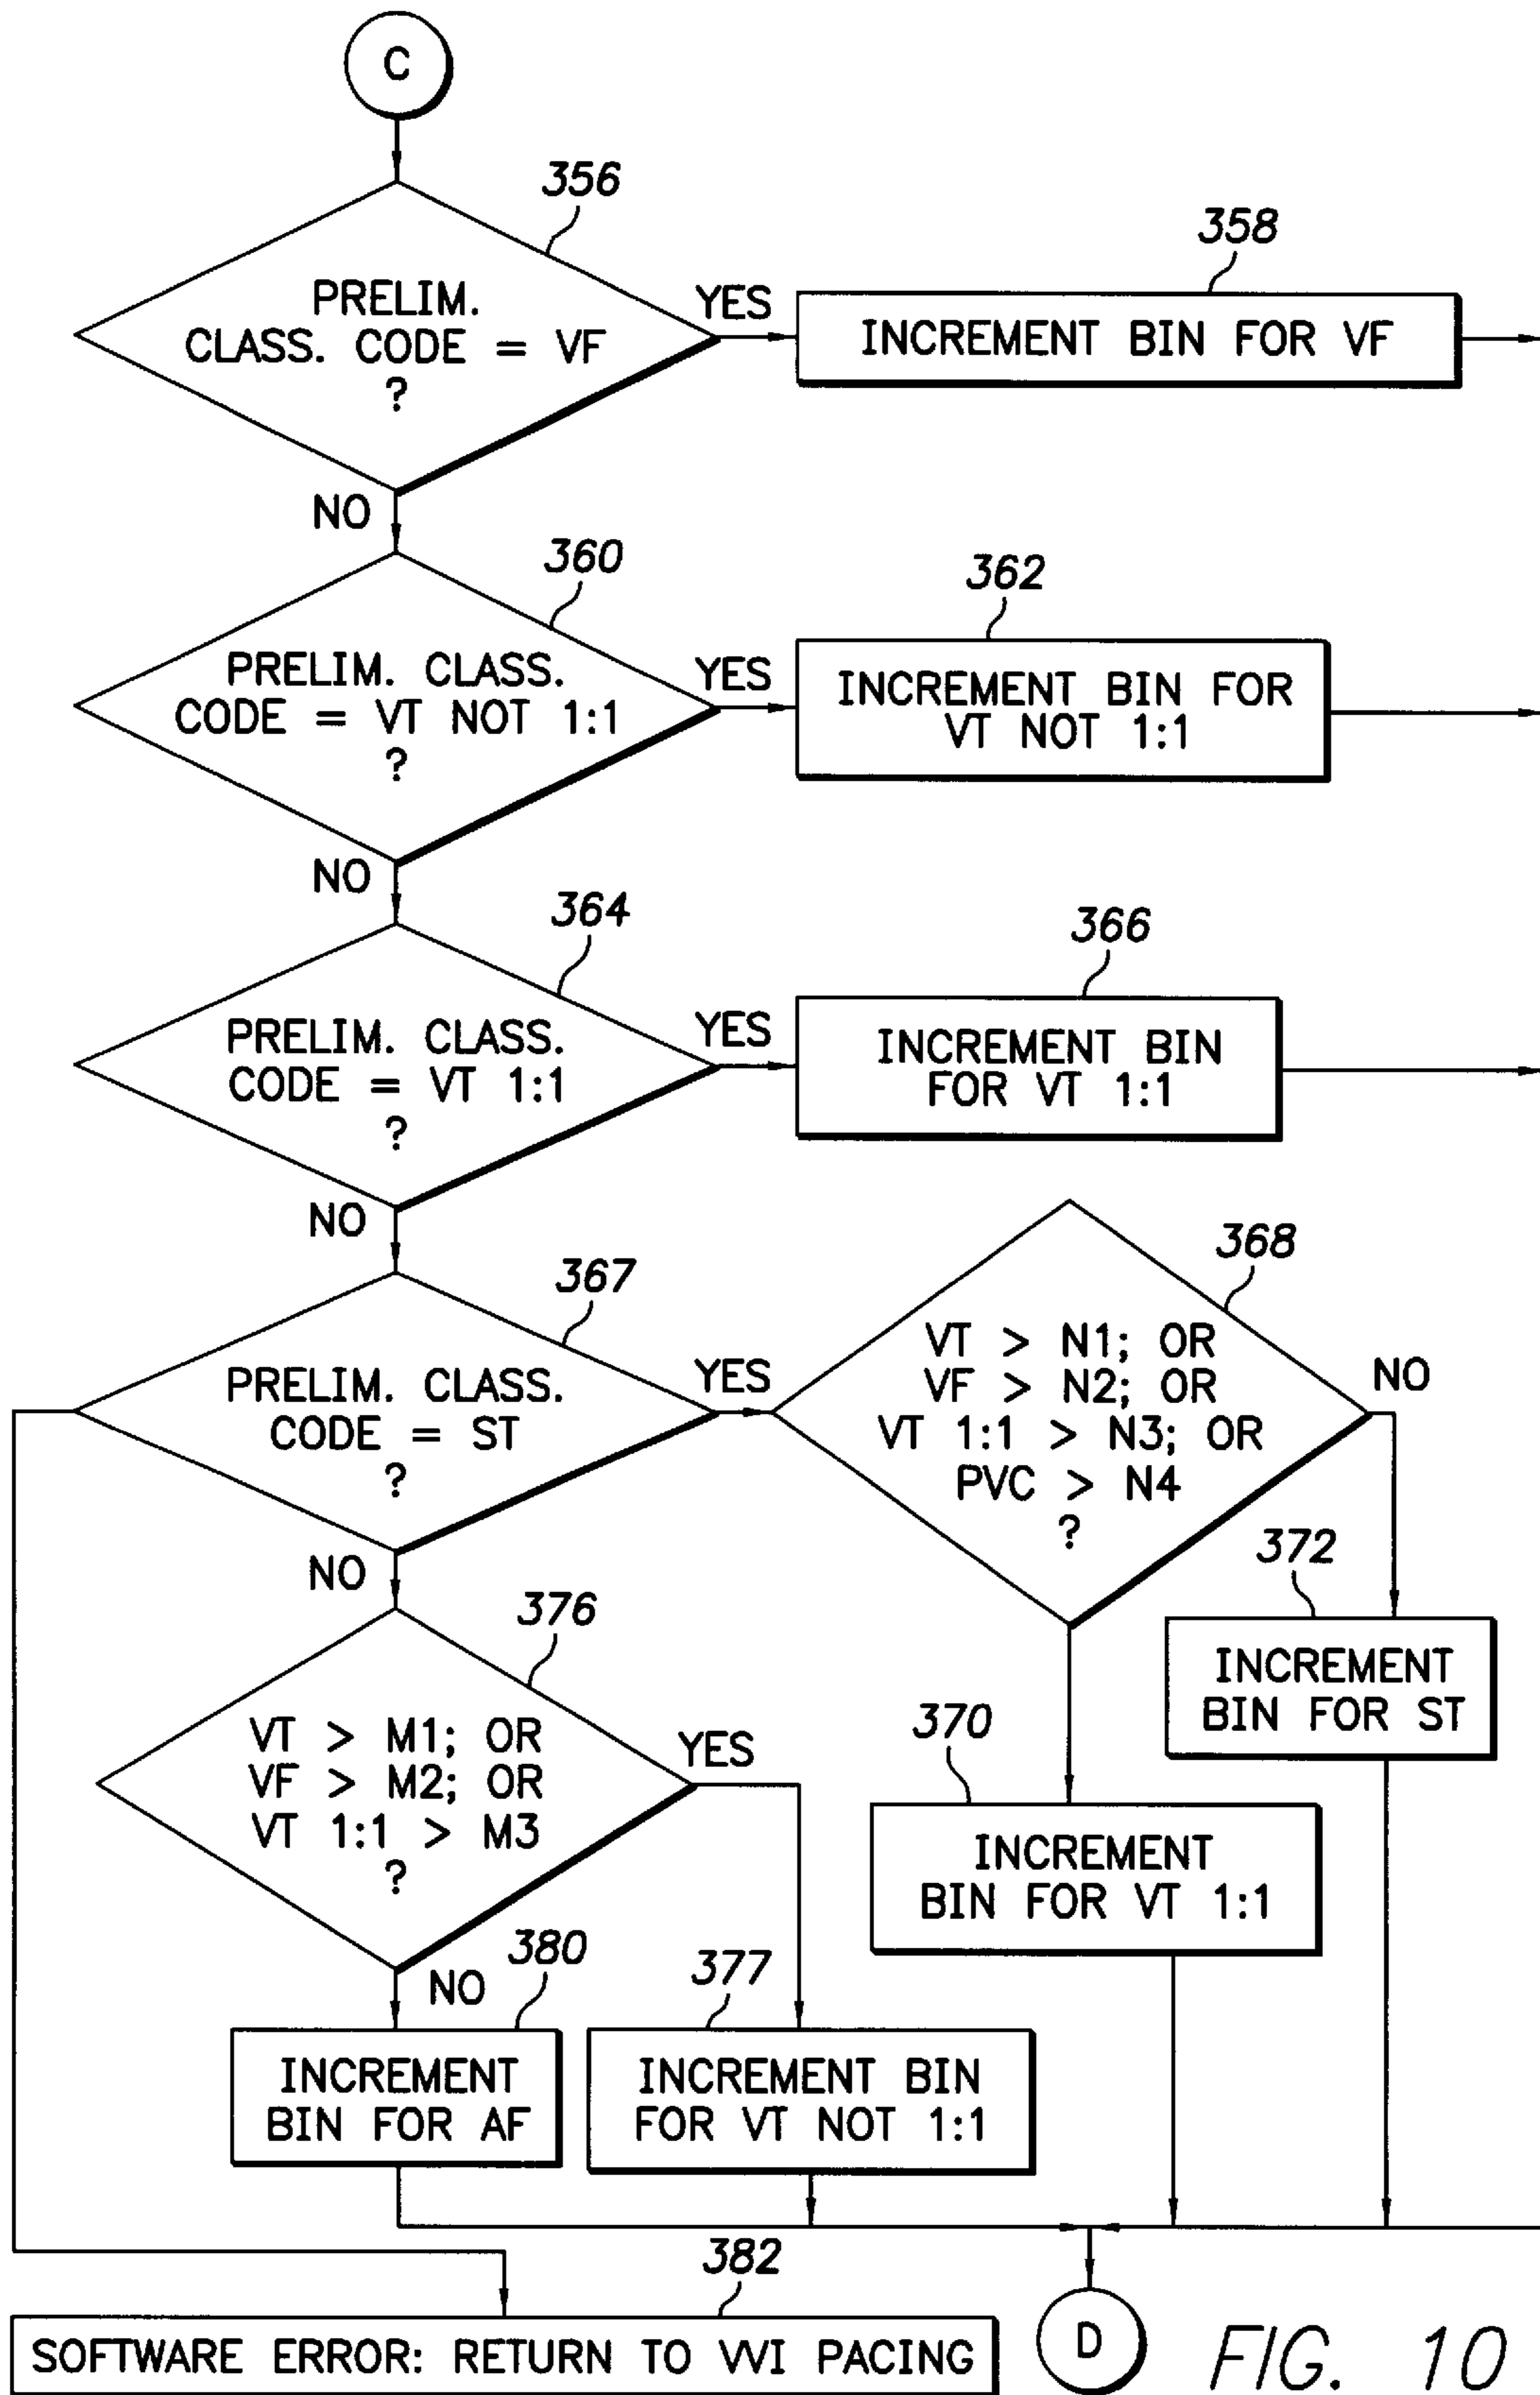 C
356
358
PRELIM.
CLASS. CODE = VF
?
YES
INCREMENT BIN FOR VF
NO
360
362
PRELIM. CLASS.
CODE = VT NOT 1:1
?
YES
INCREMENT BIN FOR
VT NOT 1:1
NO
364
366
PRELIM. CLASS.
CODE = VT 1:1
?
YES
INCREMENT BIN
FOR VT 1:1
NO
367
368
PRELIM. CLASS.
CODE = ST
?
YES
VT > N1; OR
VF > N2; OR
VT 1:1 > N3; OR
PVC > N4
?
NO
372
INCREMENT
BIN FOR ST
NO
376
VT > M1; OR
VF > M2; OR
VT 1:1 > M3
?
YES
370
INCREMENT
BIN FOR VT 1:1
NO
380
INCREMENT
BIN FOR AF
377
INCREMENT BIN
FOR VT NOT 1:1
382
SOFTWARE ERROR: RETURN TO VVI PACING
D
FIG. 10